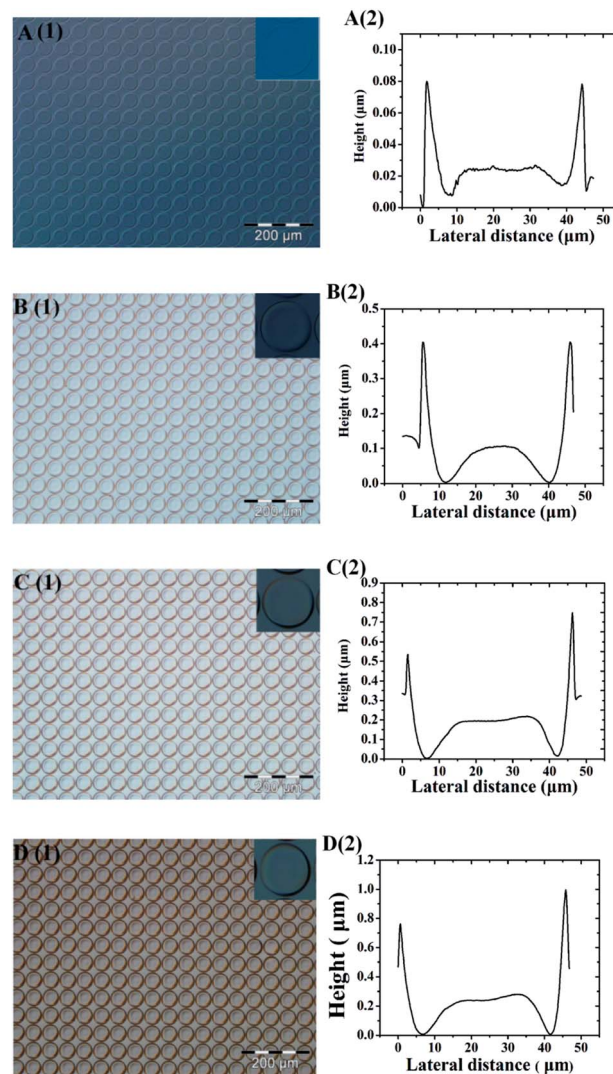 A (1)
200 µm
A(2)
0.10
0.08
0.06
0.04
0.02
0.00
Height (µm)
0 10 20 30 40 50
Lateral distance (µm)
B (1)
200 µm
B(2)
0.5
0.4
0.3
0.2
0.1
0.0
Height (µm)
0 10 20 30 40 50
Lateral distance (µm)
C (1)
200 µm
C(2)
0.9
0.8
0.7
0.6
0.5
0.4
0.3
0.2
0.1
0.0
Height (µm)
0 10 20 30 40 50
Lateral distance (µm)
D (1)
200 µm
D(2)
1.2
1.0
0.8
0.6
0.4
0.2
0.0
Height ( µm)
0 10 20 30 40 50
Lateral distance ( µm)